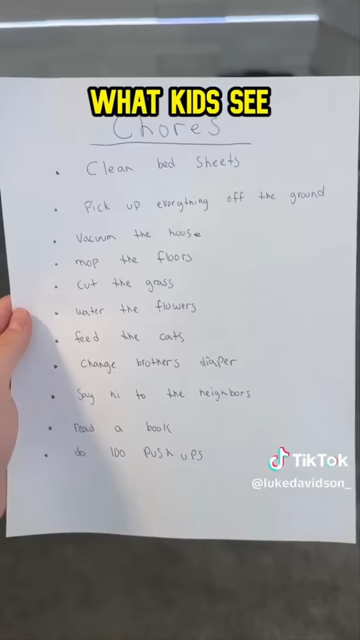 WHAT KIDS SEE
Chores
• Clean bed sheets
• Pick up everything off the ground
• Vacuum the house
• mop the floors
• cut the grass
• water the flowers
• feed the cats
• Change brothers diaper
• Say hi to the neighbors
• read a book
• do 100 push ups
TikTok
@lukedavidson_